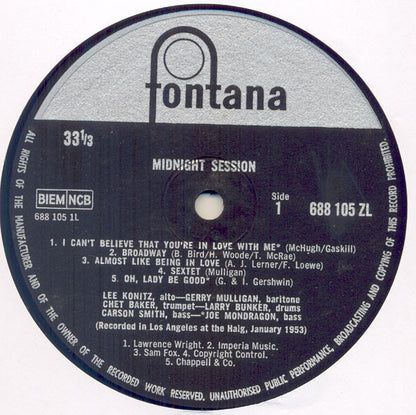 fontana
33 1/3
MIDNIGHT SESSION
BIEM NCB
688 105 1L
Side
1
688 105 ZL
1. I CAN'T BELIEVE THAT YOU'RE IN LOVE WITH ME* (McHugh/Gaskill)
2. BROADWAY (B. Bird/H. Woode/T. McRae)
3. ALMOST LIKE BEING IN LOVE (A. J. Lerner/F. Loewe)
4. SEXTET (Mulligan)
5. OH, LADY BE GOOD* (G. & I. Gershwin)
LEE KONITZ, alto—GERRY MULLIGAN, baritone
CHET BAKER, trumpet—LARRY BUNKER, drums
CARSON SMITH, bass—*JOE MONDRAGON, bass
(Recorded in Los Angeles at the Haig, January 1953)
1. Lawrence Wright. 2. Imperia Music.
3. Sam Fox. 4. Copyright Control.
5. Chappell & Co.
ALL RIGHTS OF THE MANUFACTURER AND OF THE OWNER OF THE RECORDED WORK RESERVED. UNAUTHORISED PUBLIC PERFORMANCE, BROADCASTING AND COPYING OF THIS RECORD PROHIBITED